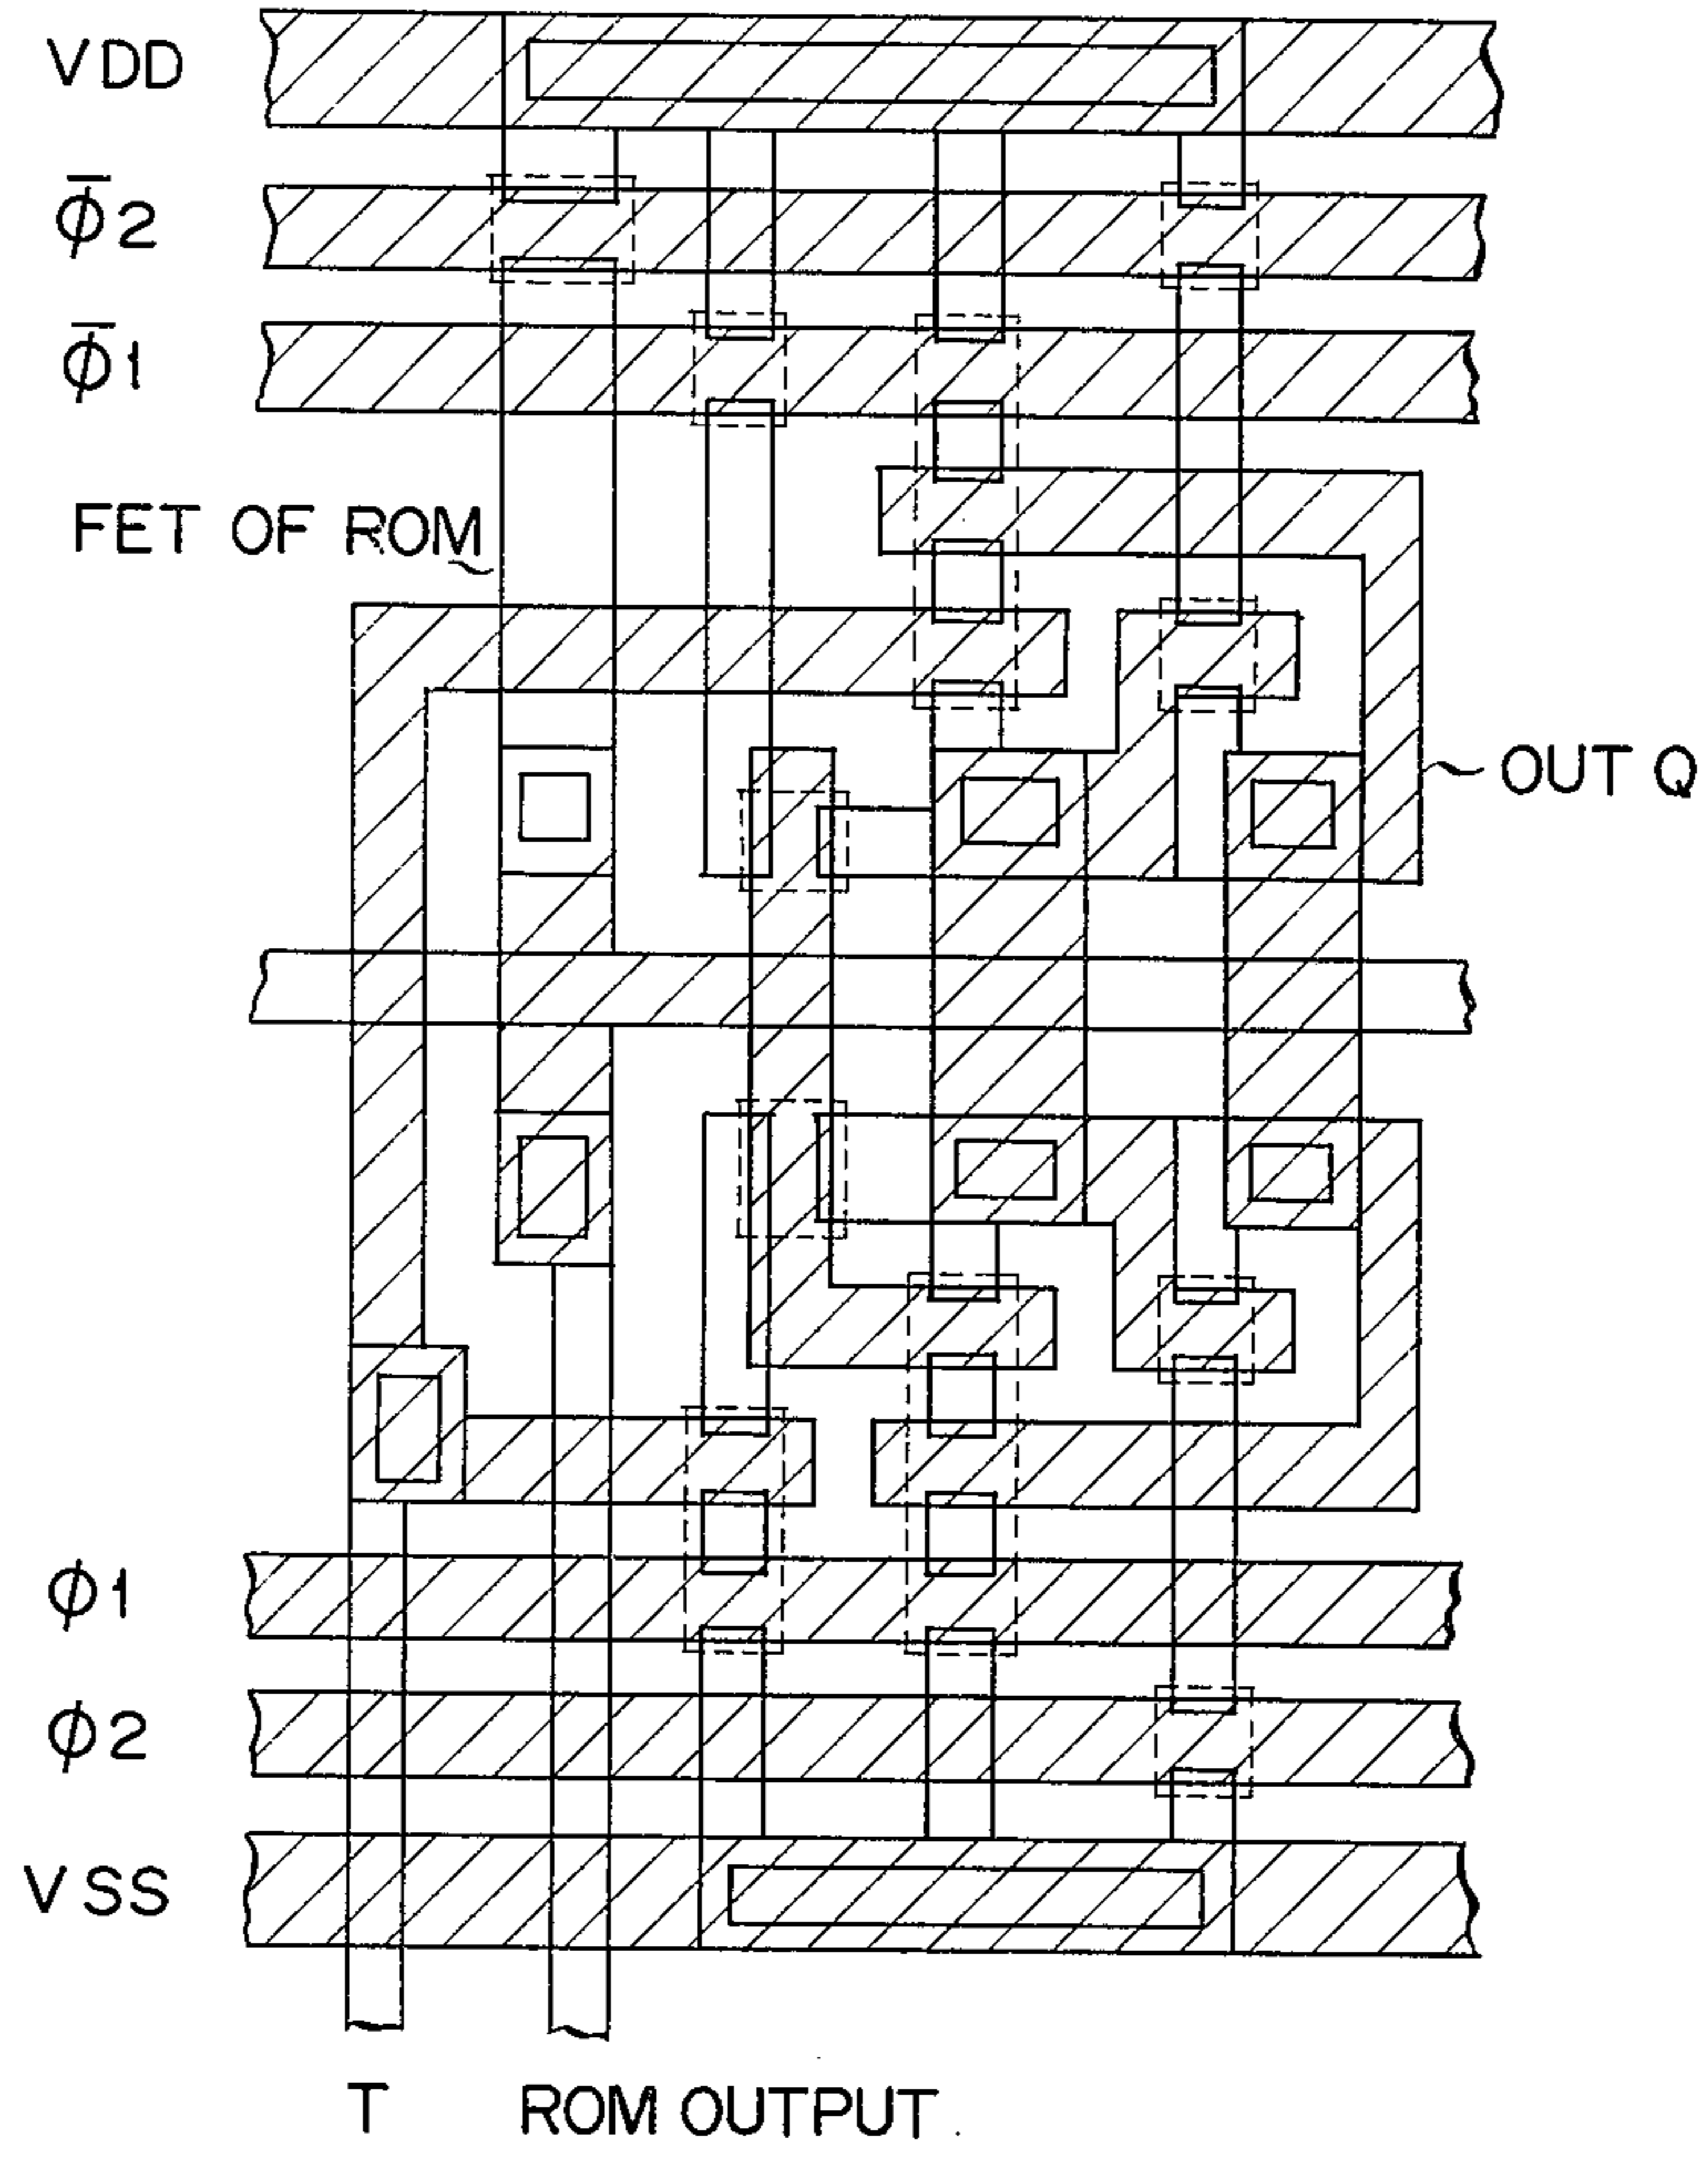 VDD
ϕ̅2
ϕ̅1
FET OF ROM
OUT Q
ϕ1
ϕ2
VSS
T ROM OUTPUT